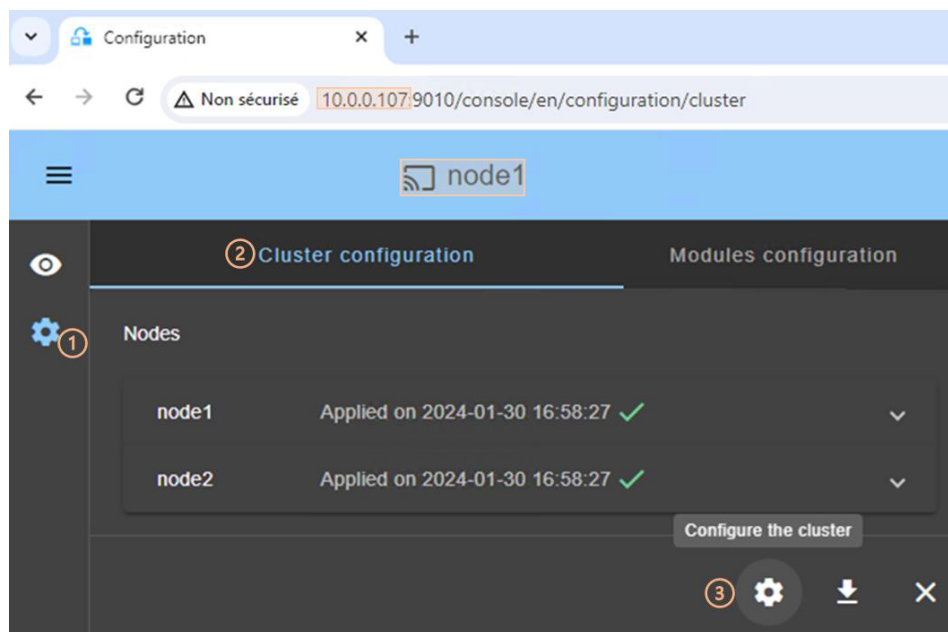 Configuration
Non sécurisé 10.0.0.107:9010/console/en/configuration/cluster
node1
2 Cluster configuration Modules configuration
1
Nodes
node1 Applied on 2024-01-30 16:58:27
node2 Applied on 2024-01-30 16:58:27
Configure the cluster
3